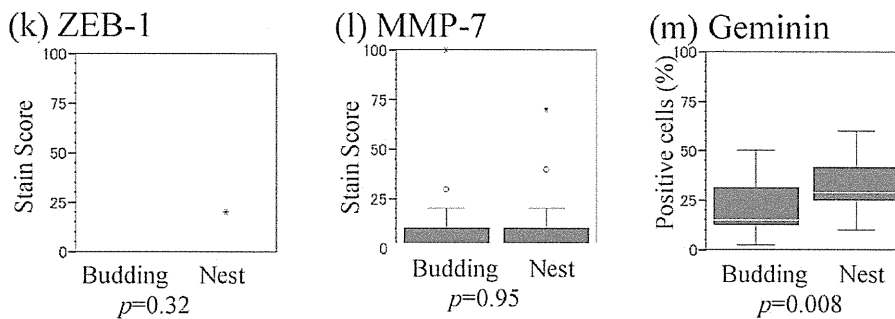 (k) ZEB-1
Stain Score
100
75
50
25
0
Budding Nest
p=0.32
(l) MMP-7
Stain Score
100
75
50
25
0
Budding Nest
p=0.95
(m) Geminin
Positive cells (%)
100
75
50
25
0
Budding Nest
p=0.008